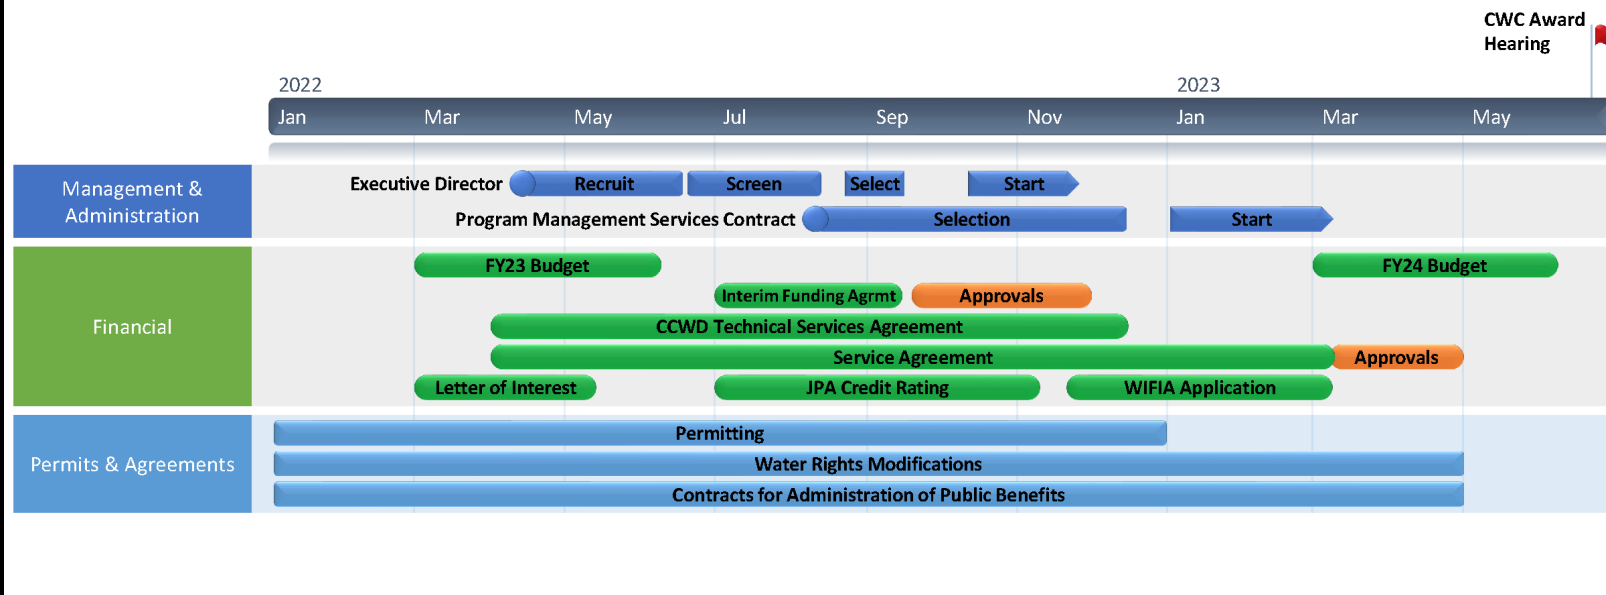 CWC Award
Hearing
2022 2023
Jan Mar May Jul Sep Nov Jan Mar May
Management &
Administration
Executive Director Recruit Screen Select Start
Program Management Services Contract Selection Start
Financial
FY23 Budget FY24 Budget
Interim Funding Agrmt Approvals
CCWD Technical Services Agreement
Service Agreement Approvals
Letter of Interest JPA Credit Rating WIFIA Application
Permits & Agreements
Permitting
Water Rights Modifications
Contracts for Administration of Public Benefits